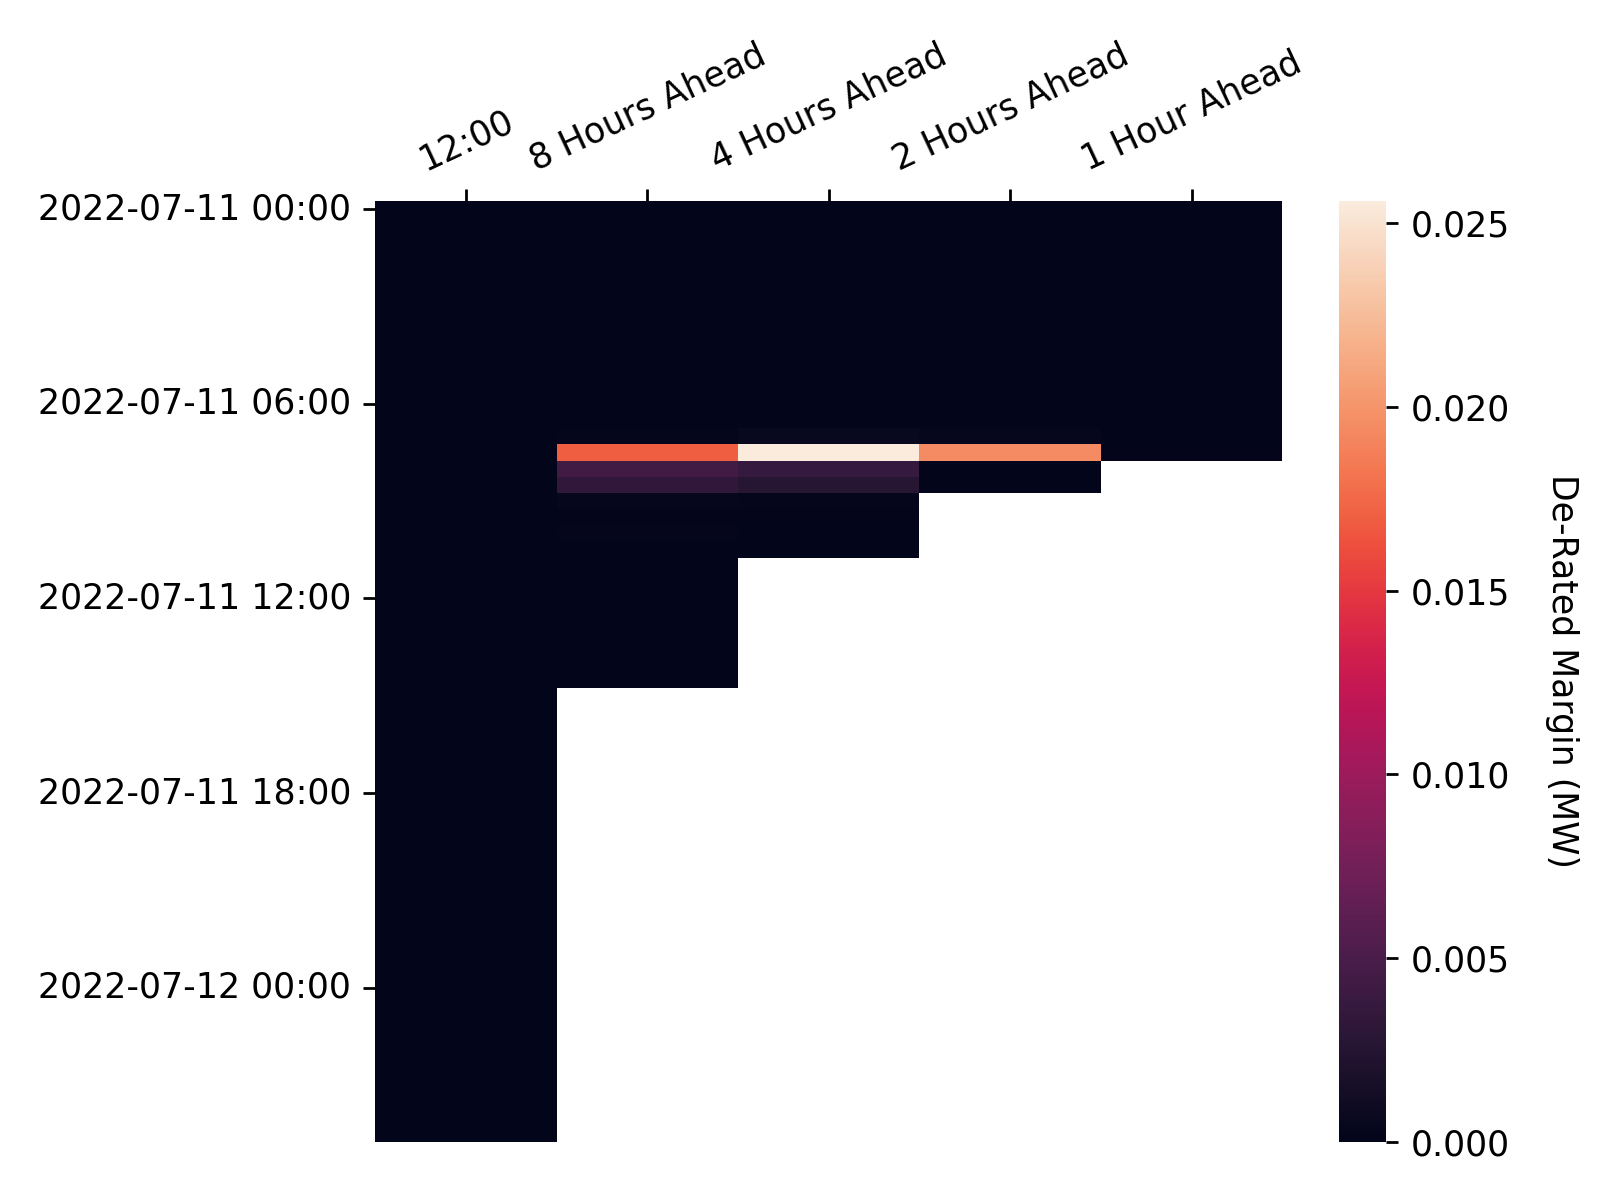 12:00
8 Hours Ahead
4 Hours Ahead
2 Hours Ahead
1 Hour Ahead
2022-07-11 00:00
2022-07-11 06:00
2022-07-11 12:00
2022-07-11 18:00
2022-07-12 00:00
0.025
0.020
0.015
0.010
0.005
0.000
De-Rated Margin (MW)